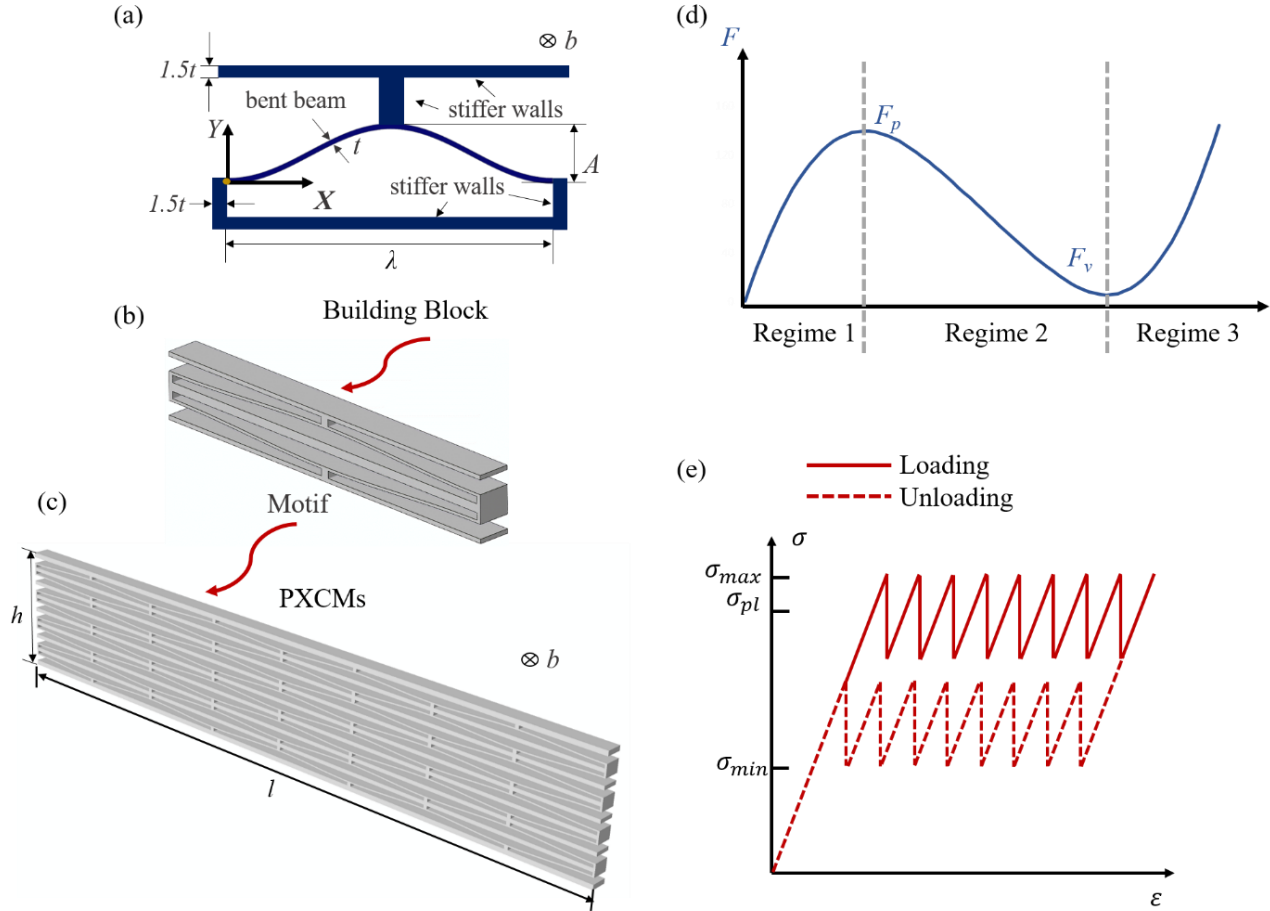 (a)
⊗ b
1.5t
bent beam
stiffer walls
Y
t
A
stiffer walls
1.5t
X
λ
(b)
Building Block
(c)
Motif
PXCMs
h
⊗ b
l
(d)
F
F_p
F_v
Regime 1
Regime 2
Regime 3
(e)
Loading
Unloading
σ
σ_max
σ_pl
σ_min
ε